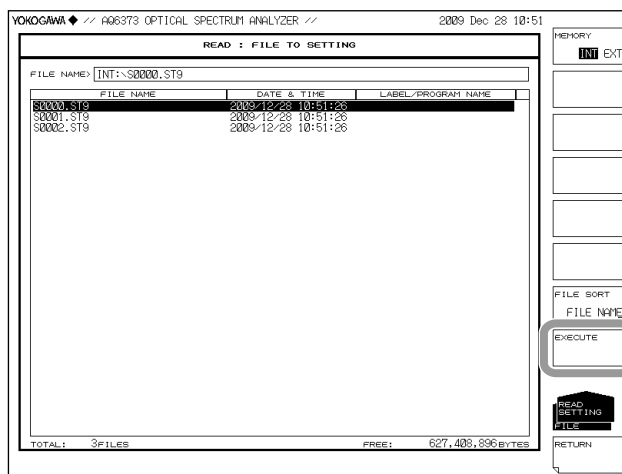 YOKOGAWA◆ // AQ6373 OPTICAL SPECTRUM ANALYZER // 2009 Dec 28 10:51
READ : FILE TO SETTING
FILE NAME> INT:\S0000.ST9
FILE NAME DATE & TIME LABEL/PROGRAM NAME
S0000.ST9 2009/12/28 10:51:26
S0001.ST9 2009/12/28 10:51:26
S0002.ST9 2009/12/28 10:51:26
TOTAL: 3FILES FREE: 627,408,896BYTES
MEMORY
INT EXT
FILE SORT
FILE NAME
EXECUTE
READ
SETTING
FILE
RETURN